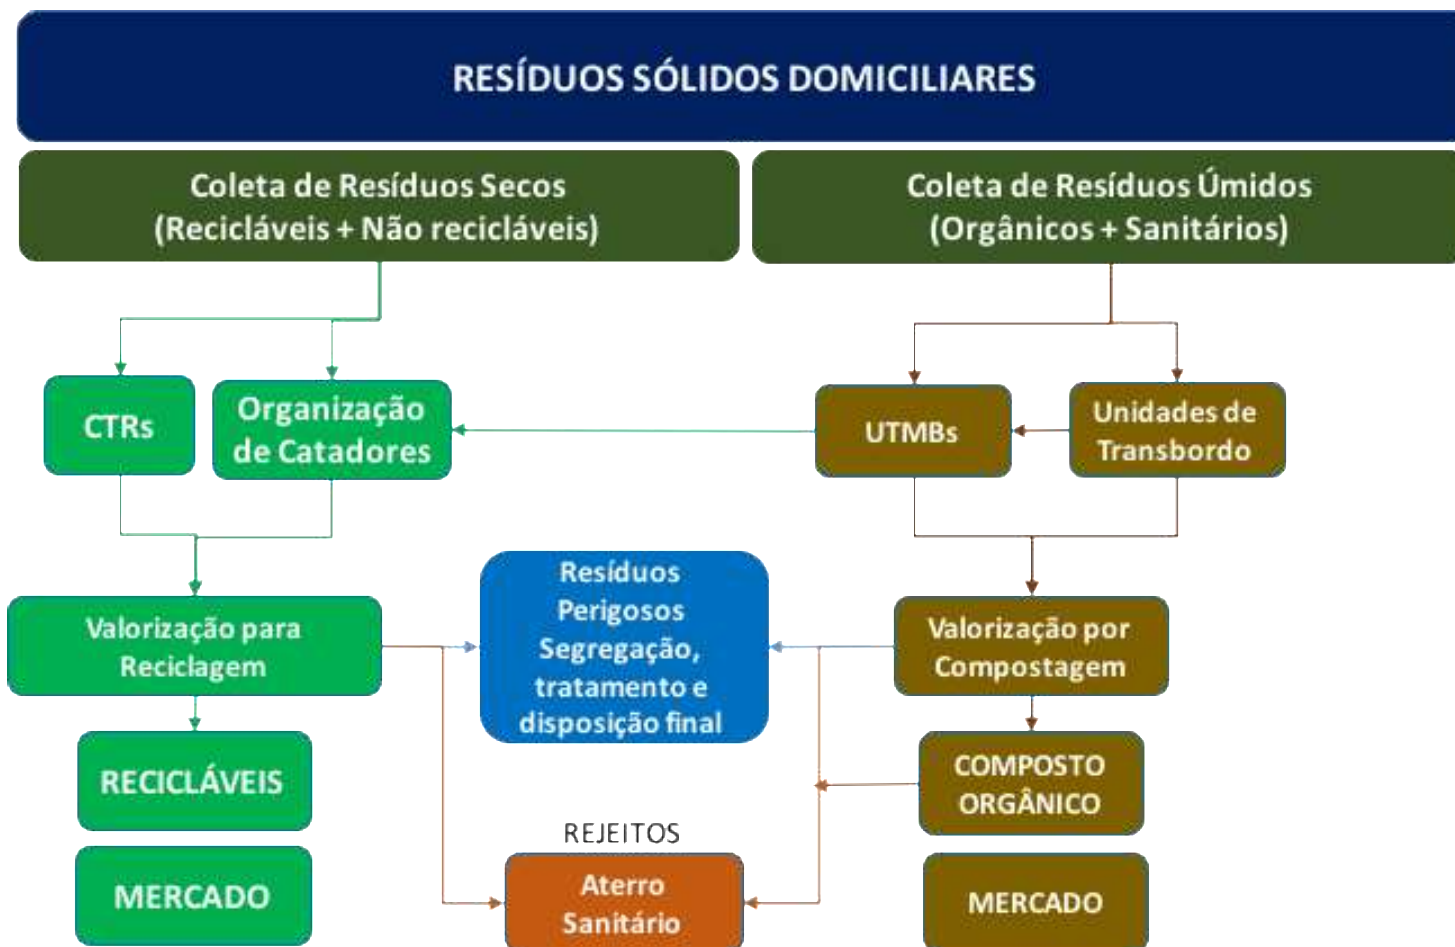 RESÍDUOS SÓLIDOS DOMICILIARES
Coleta de Resíduos Secos
(Recicláveis + Não recicláveis)
Coleta de Resíduos Úmidos
(Orgânicos + Sanitários)
CTRs
Organização
de Catadores
UTMBs
Unidades de
Transbordo
Valorização para
Reciclagem
Resíduos
Perigosos
Segregação,
tratamento e
disposição final
Valorização por
Compostagem
RECICLÁVEIS
COMPOSTO
ORGÂNICO
REJEITOS
MERCADO
Aterro
Sanitário
MERCADO